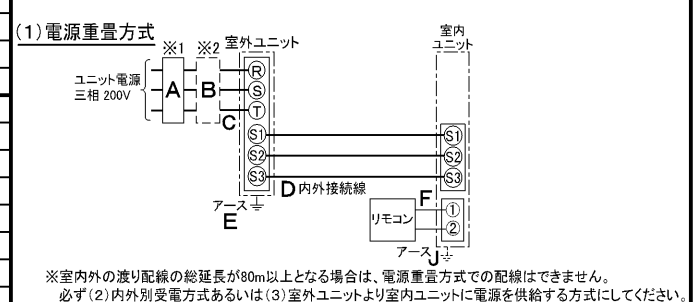 (1)電源重畳方式
※1 ※2 室外ユニット
室内
ユニット
ユニット電源
三相 200V
A
B
C
R
S
T
S1
S2
S3
S1
S2
S3
D 内外接続線
アース
E
F
リモコン
①
②
アース J
※室内外の渡り配線の総延長が80m以上となる場合は、電源重畳方式での配線はできません。
必ず(2)内外別受電方式あるいは(3)室外ユニットより室内ユニットに電源を供給する方式にしてください。